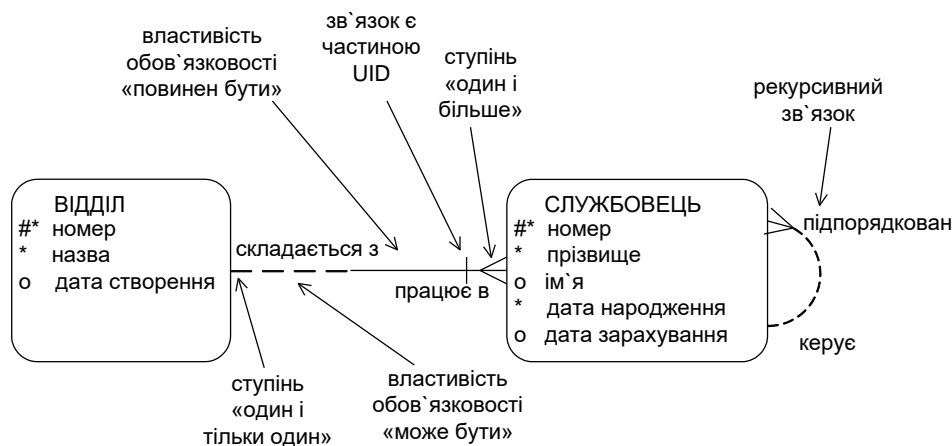 властивість
обов`язковості
«повинен бути»
зв`язок є
частиною
UID
ступінь
«один і
більше»
рекурсивний
зв`язок
ВІДДІЛ
#* номер
* назва
о дата створення
складається з
працює в
СЛУЖБОВЕЦЬ
#* номер
* прізвище
о ім`я
* дата народження
о дата зарахування
підпорядкован
керує
ступінь
«один і
тільки один»
властивість
обов`язковості
«може бути»